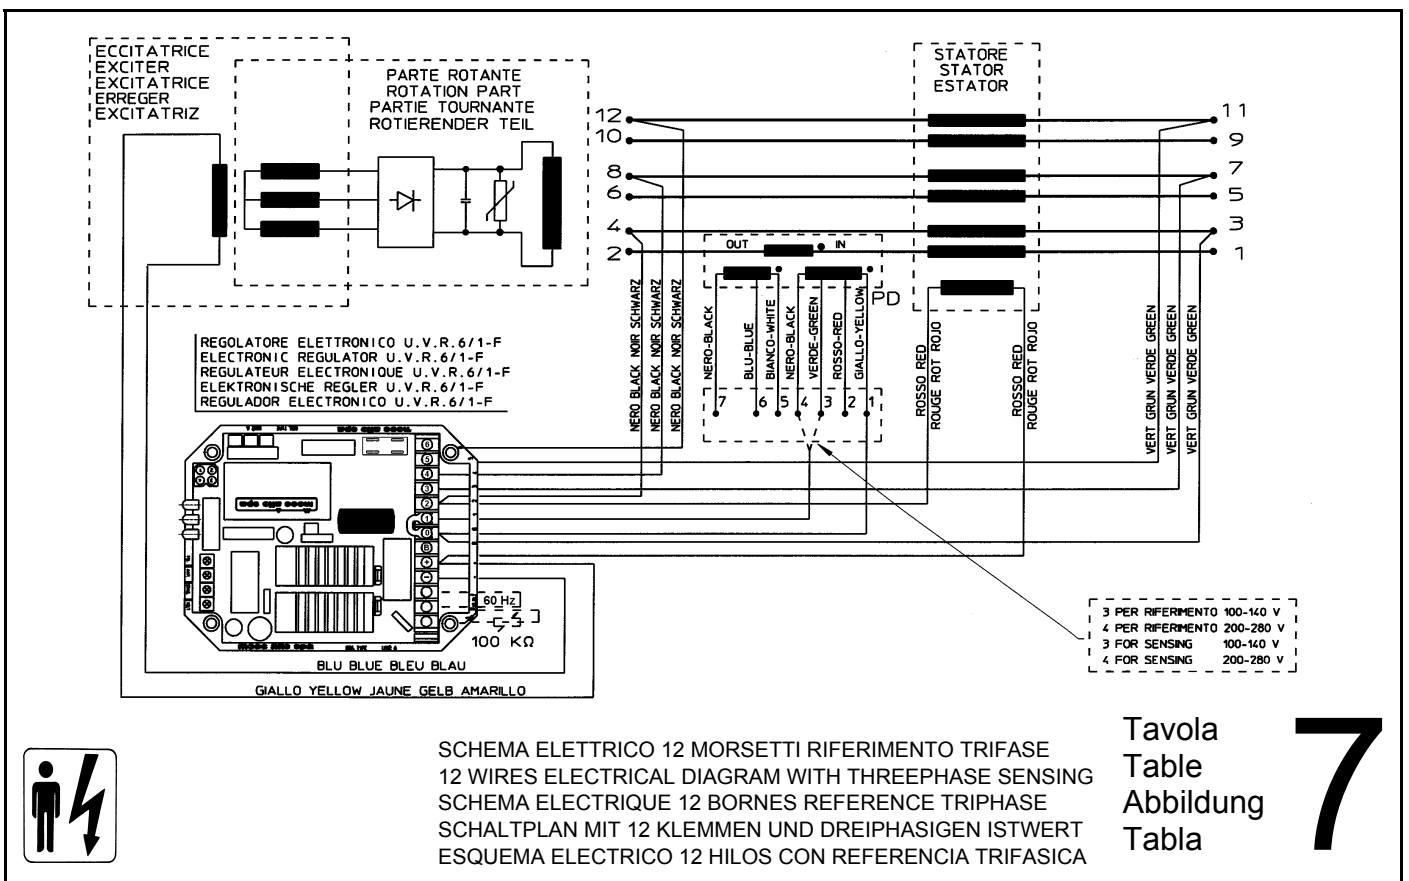 ECCITATRICE
EXCITER
EXCITATRICE
ERREGER
EXCITATRIZ
PARTE ROTANTE
ROTATION PART
PARTIE TOURNANTE
ROTIERENDER TEIL
STATORE
STATOR
ESTATOR
12
10
8
6
4
2
11
9
7
5
3
1
OUT
IN
PD
NERO BLACK NOIR SCHWARZ
NERO BLACK NOIR SCHWARZ
NERO BLACK NOIR SCHWARZ
NERO-BLACK
BLU-BLUE
BIANCO-WHITE
NERO-BLACK
VERDE-GREEN
ROSSO-RED
GIALLO-YELLOW
7
6
5
4
3
2
1
ROSSO RED
ROUGE ROT ROJO
ROSSO RED
ROUGE ROT ROJO
VERT GRUN VERDE GREEN
VERT GRUN VERDE GREEN
VERT GRUN VERDE GREEN
REGOLATORE ELETTRONICO U.V.R.6/1-F
ELECTRONIC REGULATOR U.V.R.6/1-F
REGULATEUR ELECTRONIQUE U.V.R.6/1-F
ELEKTRONISCHE REGLER U.V.R.6/1-F
REGULADOR ELECTRONICO U.V.R.6/1-F
6
5
4
3
2
1
0
B
+
-
60 Hz
100 KΩ
BLU BLUE BLEU BLAU
GIALLO YELLOW JAUNE GELB AMARILLO
3 PER RIFERIMENTO 100-140 V
4 PER RIFERIMENTO 200-280 V
3 FOR SENSING 100-140 V
4 FOR SENSING 200-280 V
SCHEMA ELETTRICO 12 MORSETTI RIFERIMENTO TRIFASE
12 WIRES ELECTRICAL DIAGRAM WITH THREEPHASE SENSING
SCHEMA ELECTRIQUE 12 BORNES REFERENCE TRIPHASE
SCHALTPLAN MIT 12 KLEMMEN UND DREIPHASIGEN ISTWERT
ESQUEMA ELECTRICO 12 HILOS CON REFERENCIA TRIFASICA
Tavola
Table
Abbildung
Tabla
7